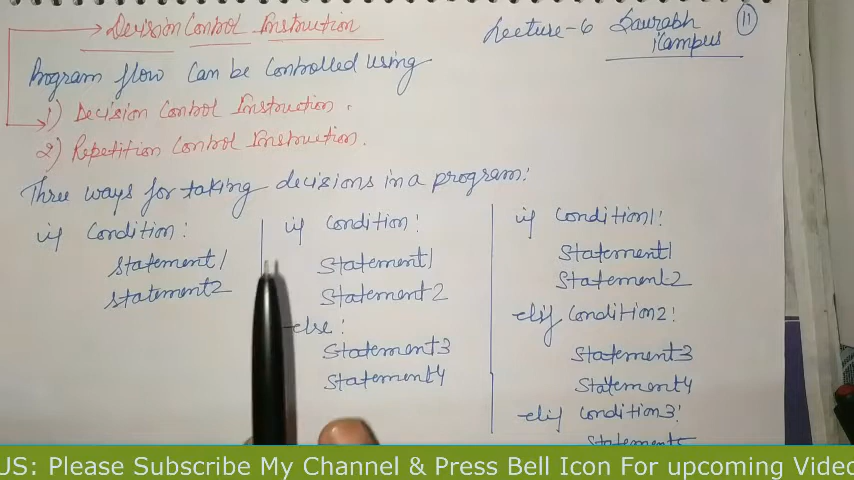 Decision Control Instruction
Lecture-6 Saurabh Kampus
11
Program flow Can be Controlled using
1) Decision Control Instruction.
2) Repetition Control Instruction.
Three ways for taking decisions in a program:
if Condition:
statement1
statement2
if Condition:
Statement1
Statement2
else:
Statement3
Statement4
if Condition1:
Statement1
Statement2
elif Condition2:
Statement3
Statement4
elif Condition3:
US: Please Subscribe My Channel & Press Bell Icon For upcoming Video